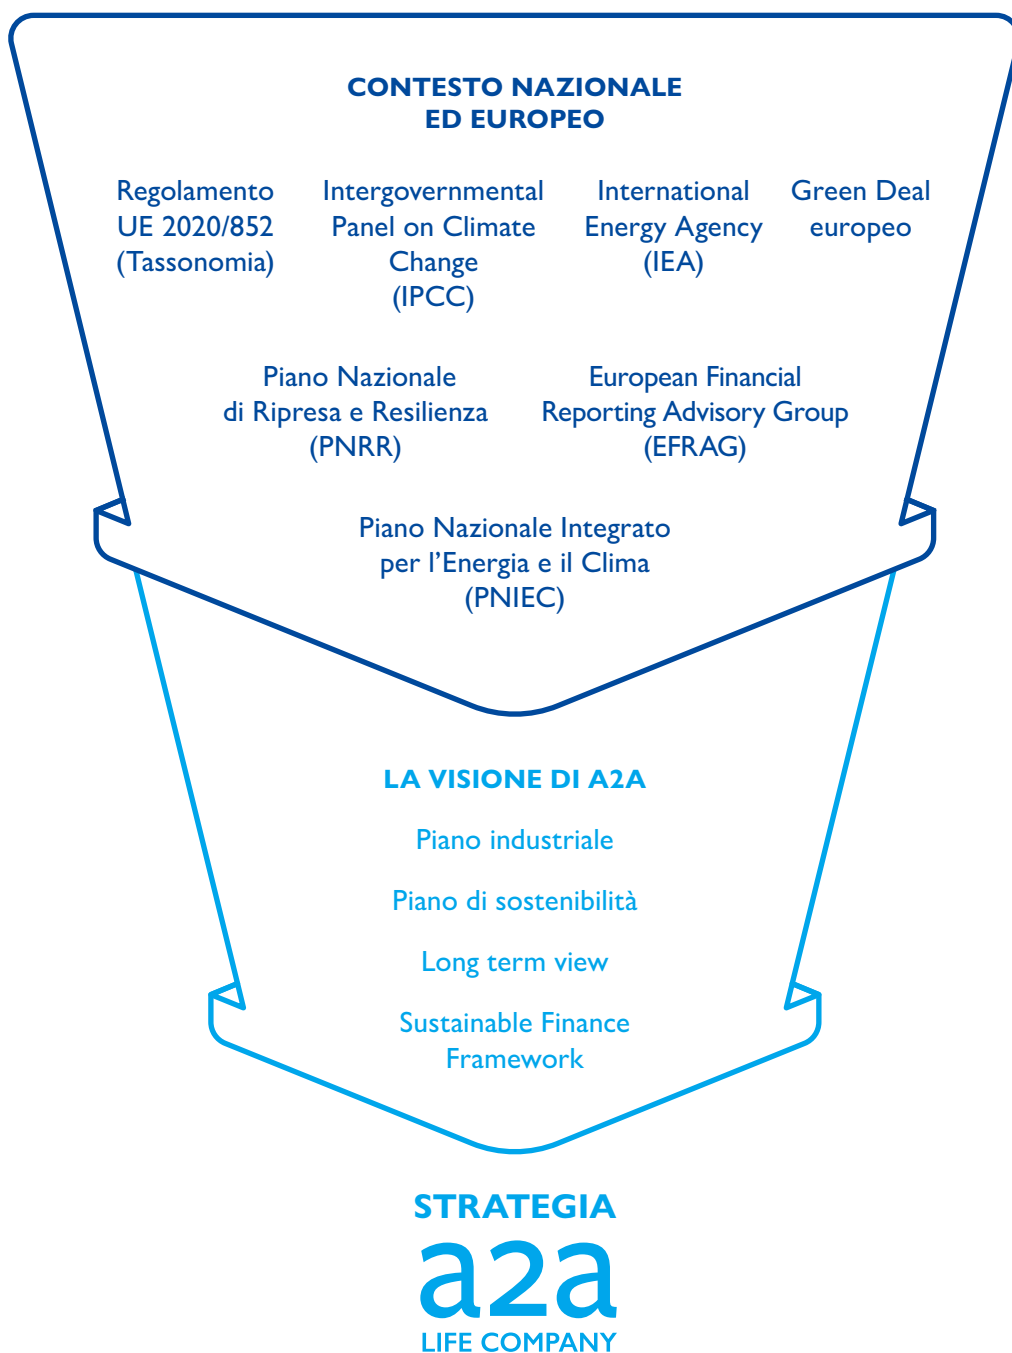 CONTESTO NAZIONALE
ED EUROPEO
Regolamento
UE 2020/852
(Tassonomia)
Intergovernmental
Panel on Climate
Change
(IPCC)
International
Energy Agency
(IEA)
Green Deal
europeo
Piano Nazionale
di Ripresa e Resilienza
(PNRR)
European Financial
Reporting Advisory Group
(EFRAG)
Piano Nazionale Integrato
per l'Energia e il Clima
(PNIEC)
LA VISIONE DI A2A
Piano industriale
Piano di sostenibilità
Long term view
Sustainable Finance
Framework
STRATEGIA
a2a
LIFE COMPANY